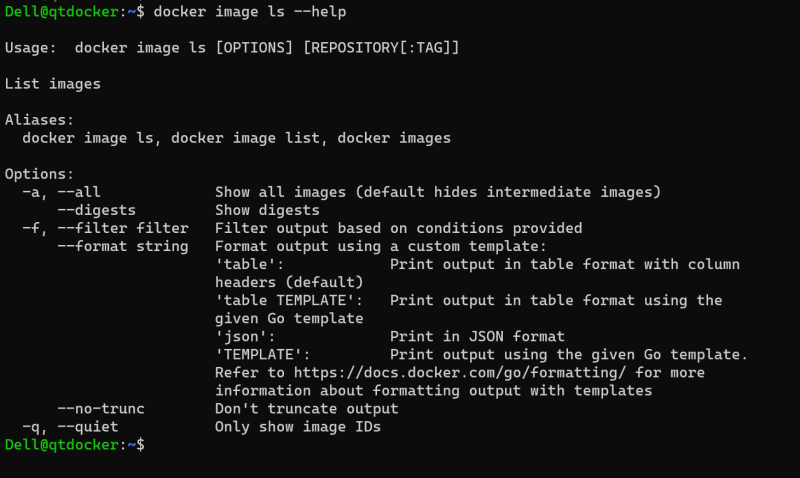 Dell@qtdocker:~$ docker image ls --help
Usage:  docker image ls [OPTIONS] [REPOSITORY[:TAG]]
List images
Aliases:
  docker image ls, docker image list, docker images
Options:
  -a, --all             Show all images (default hides intermediate images)
      --digests         Show digests
  -f, --filter filter   Filter output based on conditions provided
      --format string   Format output using a custom template:
                        'table':            Print output in table format with column
                        headers (default)
                        'table TEMPLATE':   Print output in table format using the
                        given Go template
                        'json':             Print in JSON format
                        'TEMPLATE':         Print output using the given Go template.
                        Refer to https://docs.docker.com/go/formatting/ for more
                        information about formatting output with templates
      --no-trunc        Don't truncate output
  -q, --quiet           Only show image IDs
Dell@qtdocker:~$